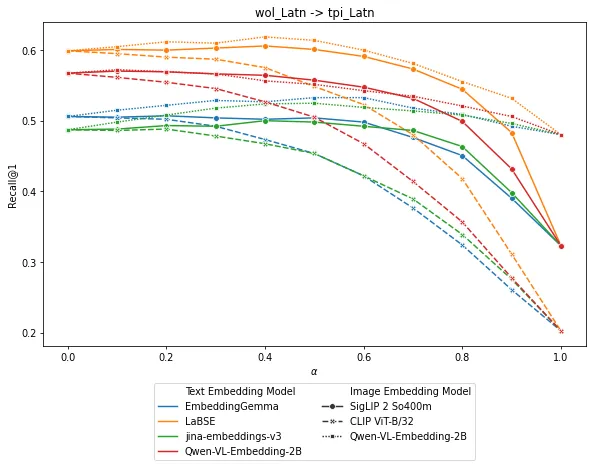 wol_Latn -> tpi_Latn
Recall@1
0.6
0.5
0.4
0.3
0.2
0.0
0.2
0.4
0.6
0.8
1.0
α
Text Embedding Model
EmbeddingGemma
LaBSE
jina-embeddings-v3
Qwen-VL-Embedding-2B
Image Embedding Model
SigLIP 2 So400m
CLIP ViT-B/32
Qwen-VL-Embedding-2B